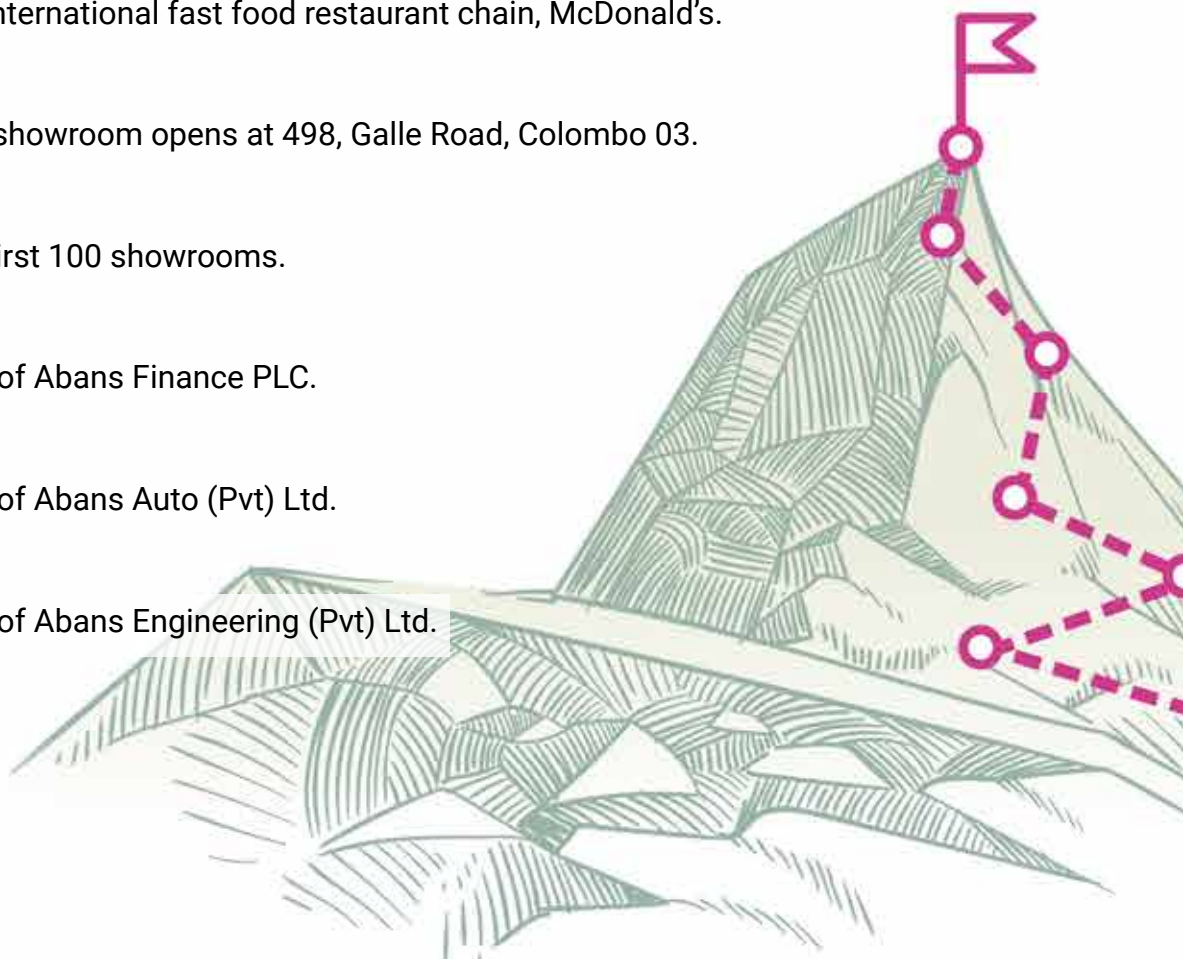 nternational fast food restaurant chain, McDonald’s.
showroom opens at 498, Galle Road, Colombo 03.
irst 100 showrooms.
of Abans Finance PLC.
of Abans Auto (Pvt) Ltd.
of Abans Engineering (Pvt) Ltd.